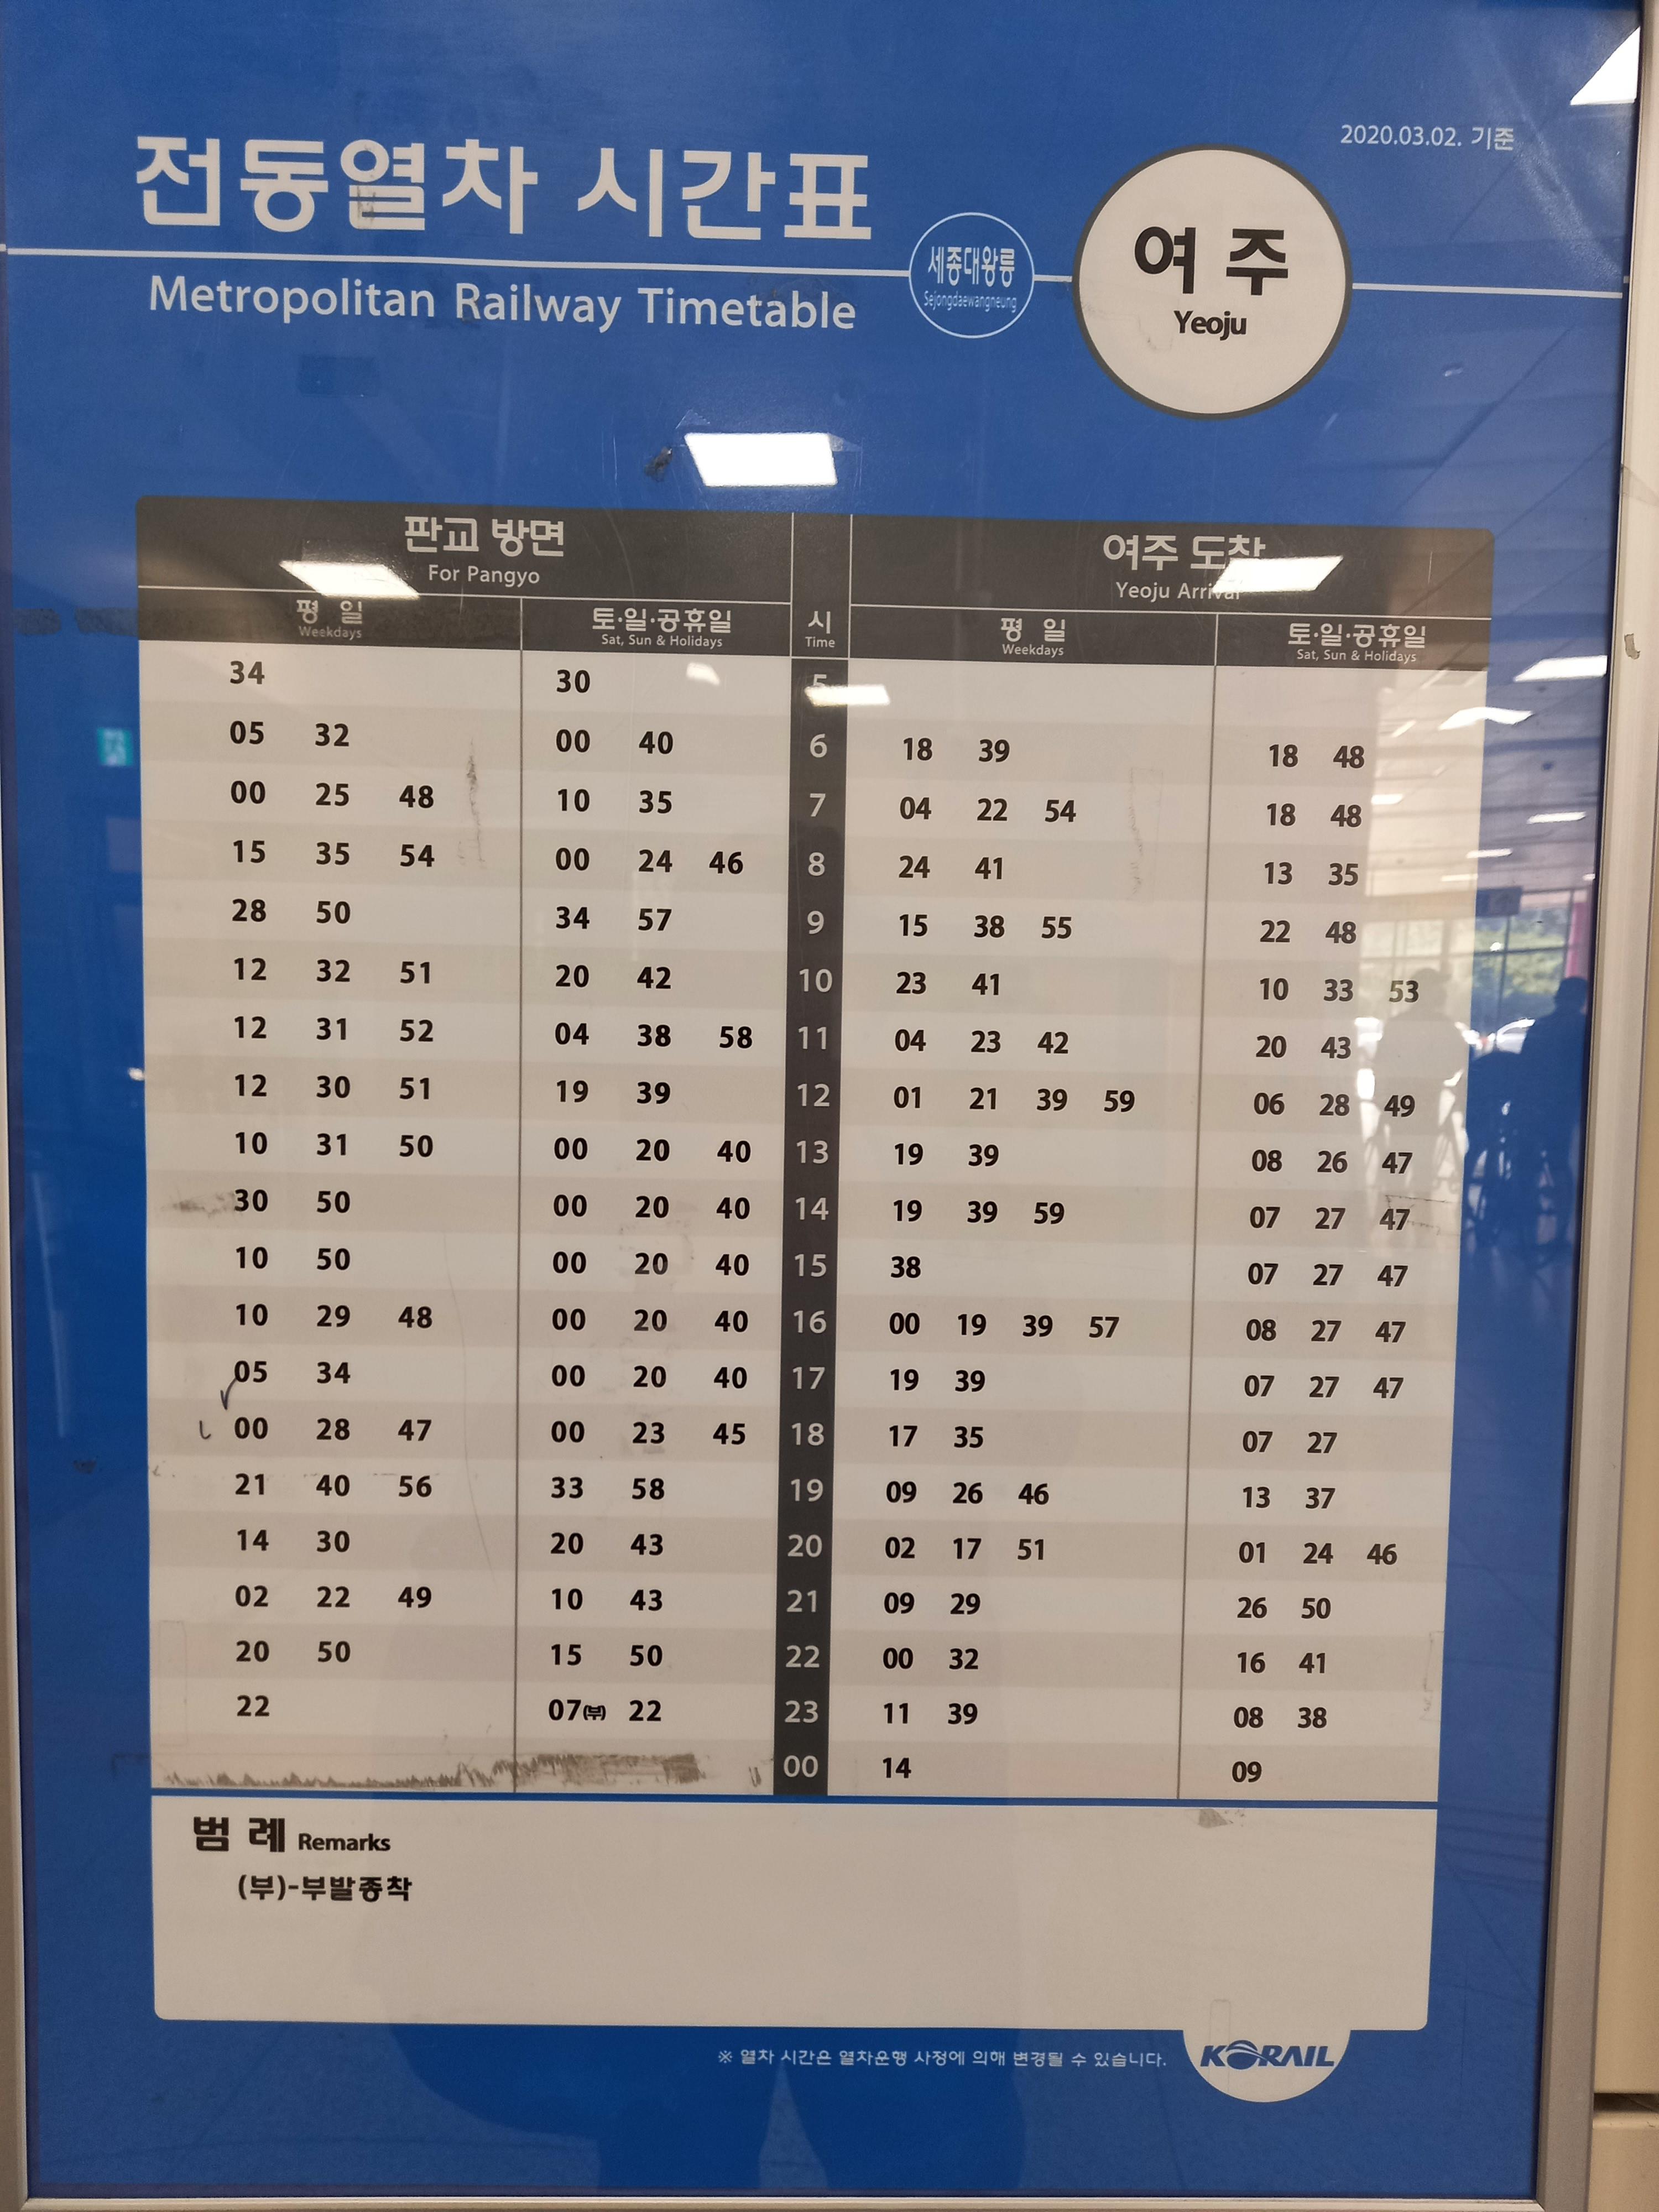 2020.03.02. 기준
전동열차 시간표
Metropolitan Railway Timetable
세종대왕릉
Sejongdaewangneung
여 주
Yeoju
판교 방면 여주 도착
For Pangyo Yeoju Arrival
평 일 토·일·공휴일 시 평 일 토·일·공휴일
Weekdays Sat, Sun & Holidays Time Weekdays Sat, Sun & Holidays
34 30 5
05 32 00 40 6 18 39 18 48
00 25 48 10 35 7 04 22 54 18 48
15 35 54 00 24 46 8 24 41 13 35
28 50 34 57 9 15 38 55 22 48
12 32 51 20 42 10 23 41 10 33 53
12 31 52 04 38 58 11 04 23 42 20 43
12 30 51 19 39 12 01 21 39 59 06 28 49
10 31 50 00 20 40 13 19 39 08 26 47
30 50 00 20 40 14 19 39 59 07 27 47
10 50 00 20 40 15 38 07 27 47
10 29 48 00 20 40 16 00 19 39 57 08 27 47
05 34 00 20 40 17 19 39 07 27 47
00 28 47 00 23 45 18 17 35 07 27
21 40 56 33 58 19 09 26 46 13 37
14 30 20 43 20 02 17 51 01 24 46
02 22 49 10 43 21 09 29 26 50
20 50 15 50 22 00 32 16 41
22 07(부) 22 23 11 39 08 38
00 14 09
범 례 Remarks
(부)-부발종착
※ 열차 시간은 열차운행 사정에 의해 변경될 수 있습니다.
KORAIL